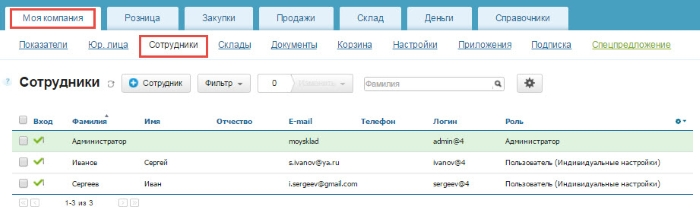 Моя компания Розница Закупки Продажи Склад Деньги Справочники
Показатели Юр. лица Сотрудники Склады Документы Корзина Настройки Приложения Подписка Спецпредложение
? Сотрудники Сотрудник Фильтр 0 Изменить Фамилия
Вход Фамилия Имя Отчество E-mail Телефон Логин Роль
Администратор moysklad admin@4 Администратор
Иванов Сергей s.ivanov@ya.ru ivanov@4 Пользователь (Индивидуальные настройки)
Сергеев Иван i.sergeev@gmail.com sergeev@4 Пользователь (Индивидуальные настройки)
1-3 из 3